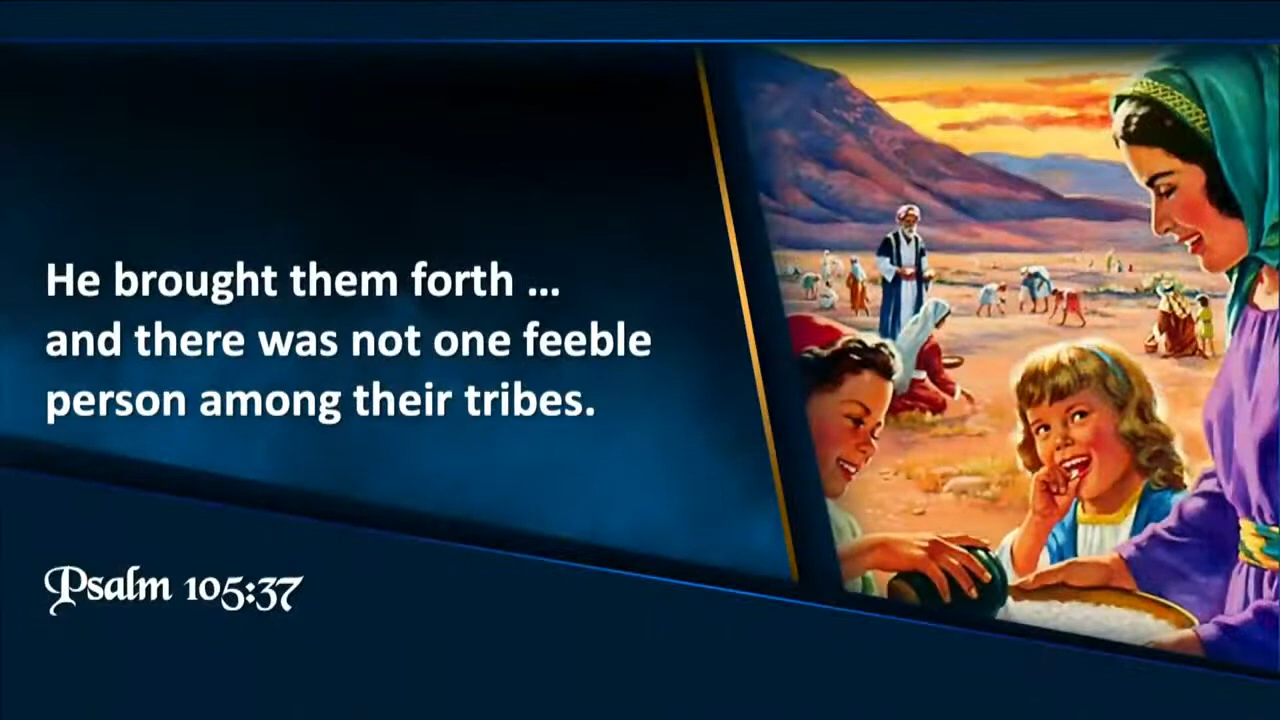 He brought them forth …
and there was not one feeble
person among their tribes.
Psalm 105:37